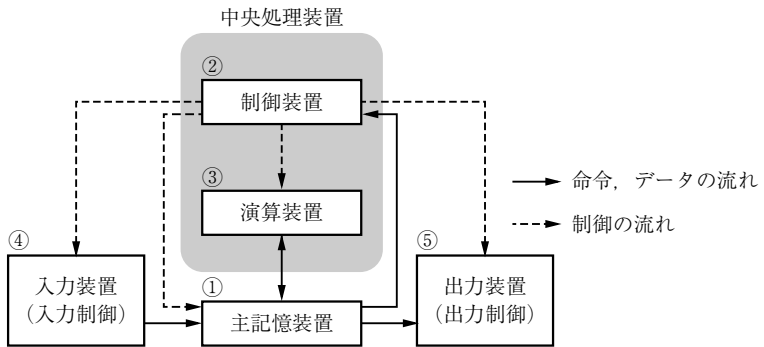 中央処理装置
②
制御装置
③
演算装置
命令，データの流れ
制御の流れ
④
入力装置
（入力制御）
①
主記憶装置
⑤
出力装置
（出力制御）